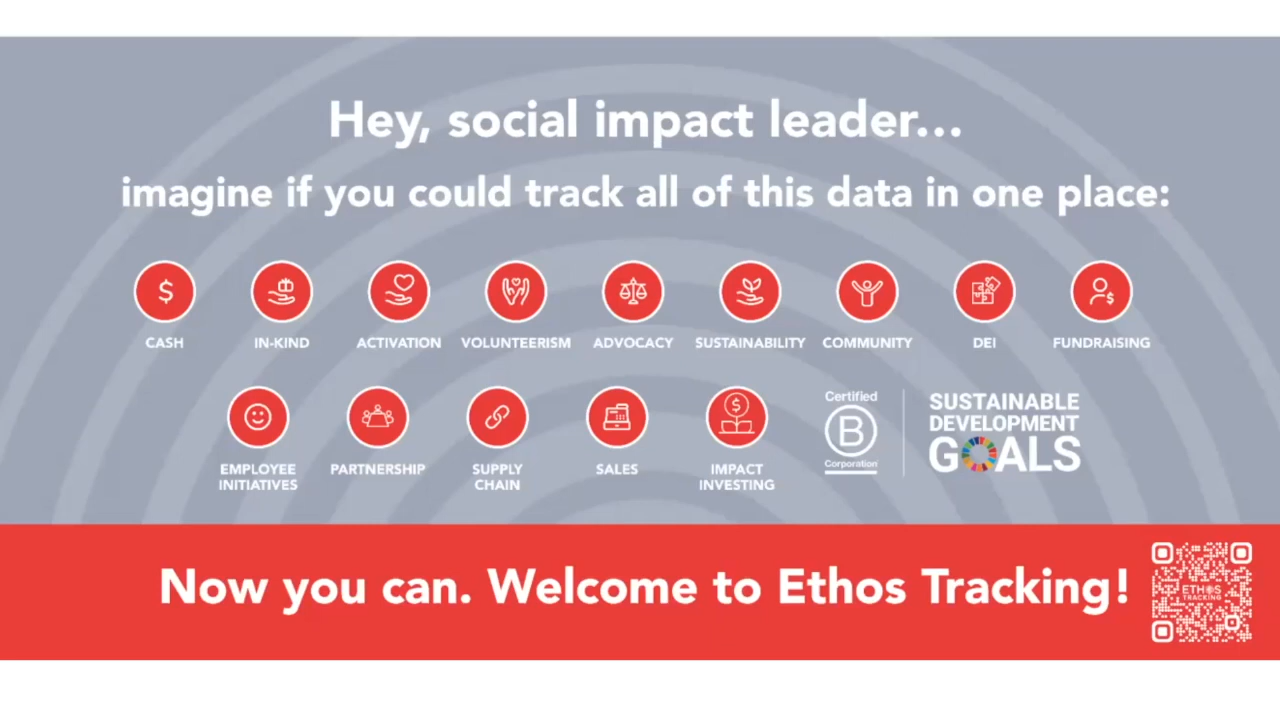 Hey, social impact leader...
imagine if you could track all of this data in one place:
$
$
CASH
IN-KIND
ACTIVATION
VOLUNTEERISM
ADVOCACY
SUSTAINABILITY
COMMUNITY
DEI
FUNDRAISING
$
EMPLOYEE
INITIATIVES
PARTNERSHIP
SUPPLY
CHAIN
SALES
IMPACT
INVESTING
Certified
B
Corporation
SUSTAINABLE
DEVELOPMENT
GOALS
Now you can. Welcome to Ethos Tracking!
ETHOS
TRACKING